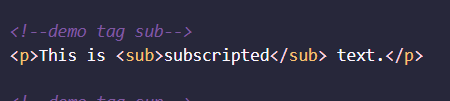 <!--demo tag sub-->
<p>This is <sub>subscripted</sub> text.</p>